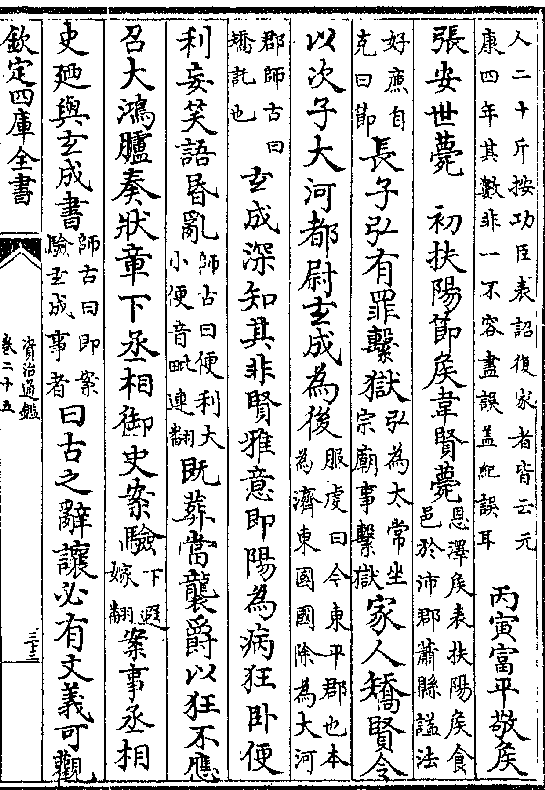 人二十斤按功臣表詔復家者皆云元
康四年其數非一不容盡誤蓋紀誤耳
丙寅富平敬侯
張安世薨 初扶陽節侯韋賢薨
恩澤侯表扶陽侯食
邑於沛郡蕭縣諡法
好廉自
克曰節
長子弘有罪繫獄
弘為太常坐
宗廟事繫獄
家人矯賢令
以次子大河都尉玄成為後
服虔曰今東平郡也本
為濟東國國除為大河
郡師古曰
矯託也
玄成深知其非賢雅意即陽為病狂臥便
利妄笑語昬亂
師古曰便利大
小便音毗連翻
既葬當襲爵以狂不應
召大鴻臚奏狀章下丞相御史案驗
下遐
嫁翻
案事丞相
史廼與玄成書
師古曰即案
驗玄成事者
曰古之辭讓必有文義可觀
欽定四庫全書
資治通鑑
卷二十五
三十三